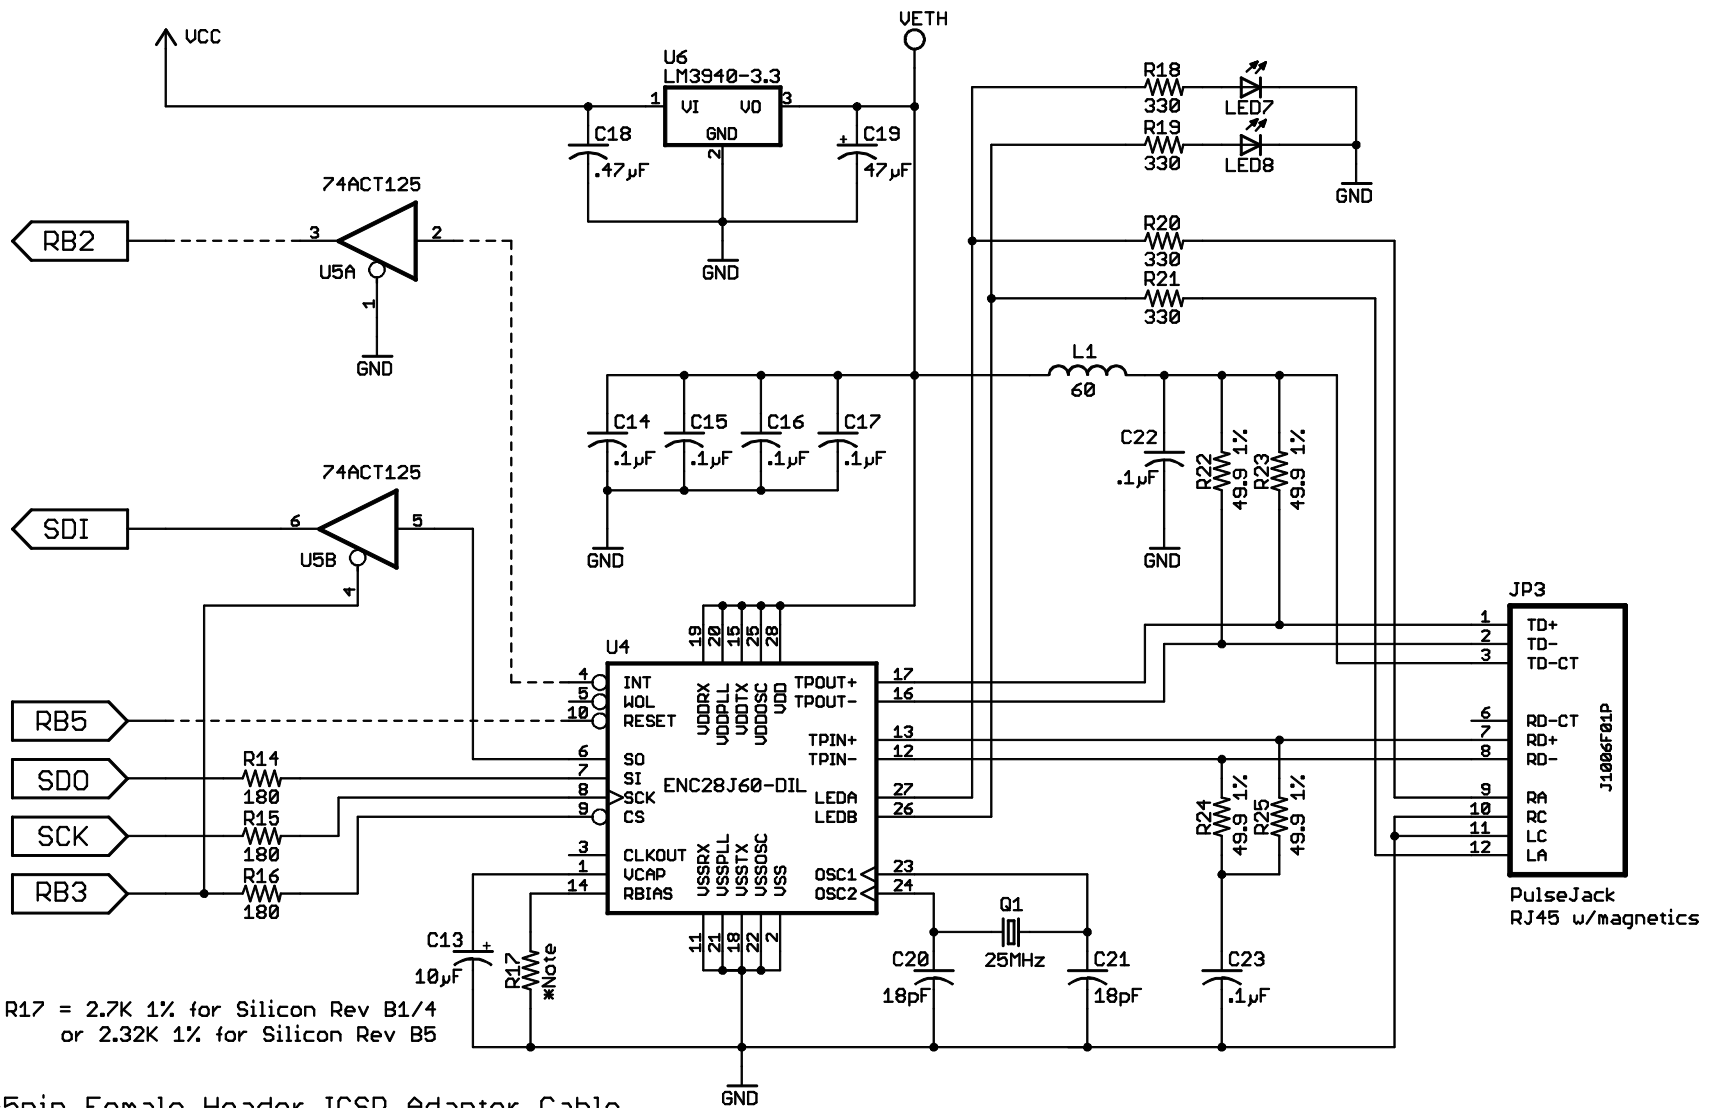 VCC
VETH
U6
LM3940-3.3
1 VI VO 3
GND
2
C18
.47µF
C19
+
47µF
GND
R18
330
LED7
R19
330
LED8
GND
R20
330
R21
330
74ACT125
RB2
3
2
U5A
1
GND
L1
60
C14
.1µF
C15
.1µF
C16
.1µF
C17
.1µF
GND
C22
.1µF
GND
R22
49.9 1%
R23
49.9 1%
74ACT125
SDI
6
5
U5B
4
RB5
SDO
SCK
RB3
R14
180
R15
180
R16
180
U4
19
20
15
25
28
VDDRX
VDDPLL
VDDTX
VDDOSC
VDD
4 INT
5 WOL
10 RESET
6 SO
7 SI
8 SCK
9 CS
3 CLKOUT
1 VCAP
14 RBIAS
ENC28J60-DIL
TPOUT+ 17
TPOUT- 16
TPIN+ 13
TPIN- 12
LEDA 27
LEDB 26
OSC1 23
OSC2 24
VSSRX
VSSPLL
VSSTX
VSSOSC
VSS
11
21
18
22
2
JP3
1 TD+
2 TD-
3 TD-CT
6 RD-CT
7 RD+
8 RD-
9 RA
10 RC
11 LC
12 LA
J1006F01P
PulseJack
RJ45 w/magnetics
R24
49.9 1%
R25
49.9 1%
C13
+
10µF
R17
*Note
Q1
25MHz
C20
18pF
C21
18pF
C23
.1µF
GND
R17 = 2.7K 1% for Silicon Rev B1/4
or 2.32K 1% for Silicon Rev B5
5pin Female Header ICSP Adaptor Cable